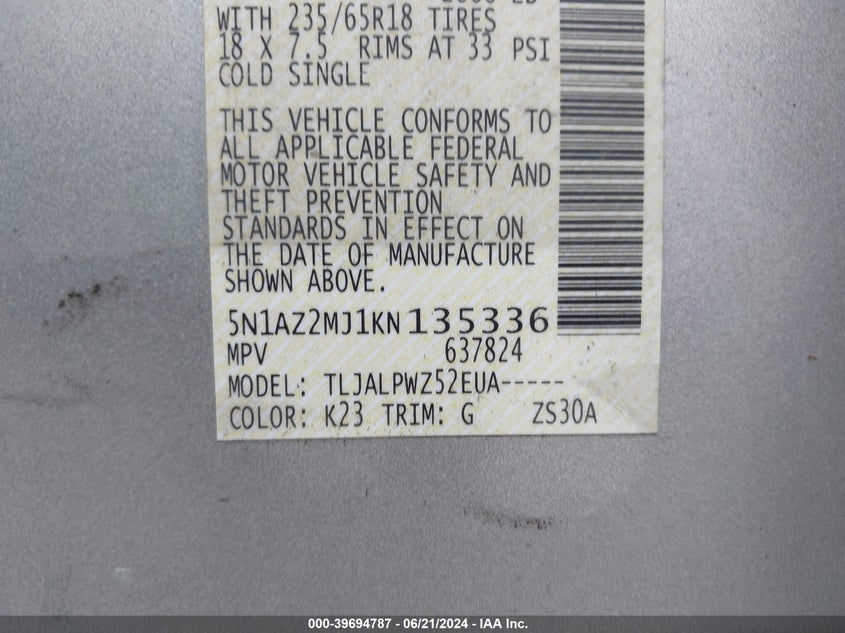 WITH 235/65R18 TIRES
18 X 7.5 RIMS AT 33 PSI
COLD SINGLE
THIS VEHICLE CONFORMS TO
ALL APPLICABLE FEDERAL
MOTOR VEHICLE SAFETY AND
THEFT PREVENTION
STANDARDS IN EFFECT ON
THE DATE OF MANUFACTURE
SHOWN ABOVE.
5N1AZ2MJ1KN135336
MPV 637824
MODEL: TLJALPWZ52EUA-----
COLOR: K23 TRIM: G ZS30A
000-39694787 - 06/21/2024 - IAA Inc.